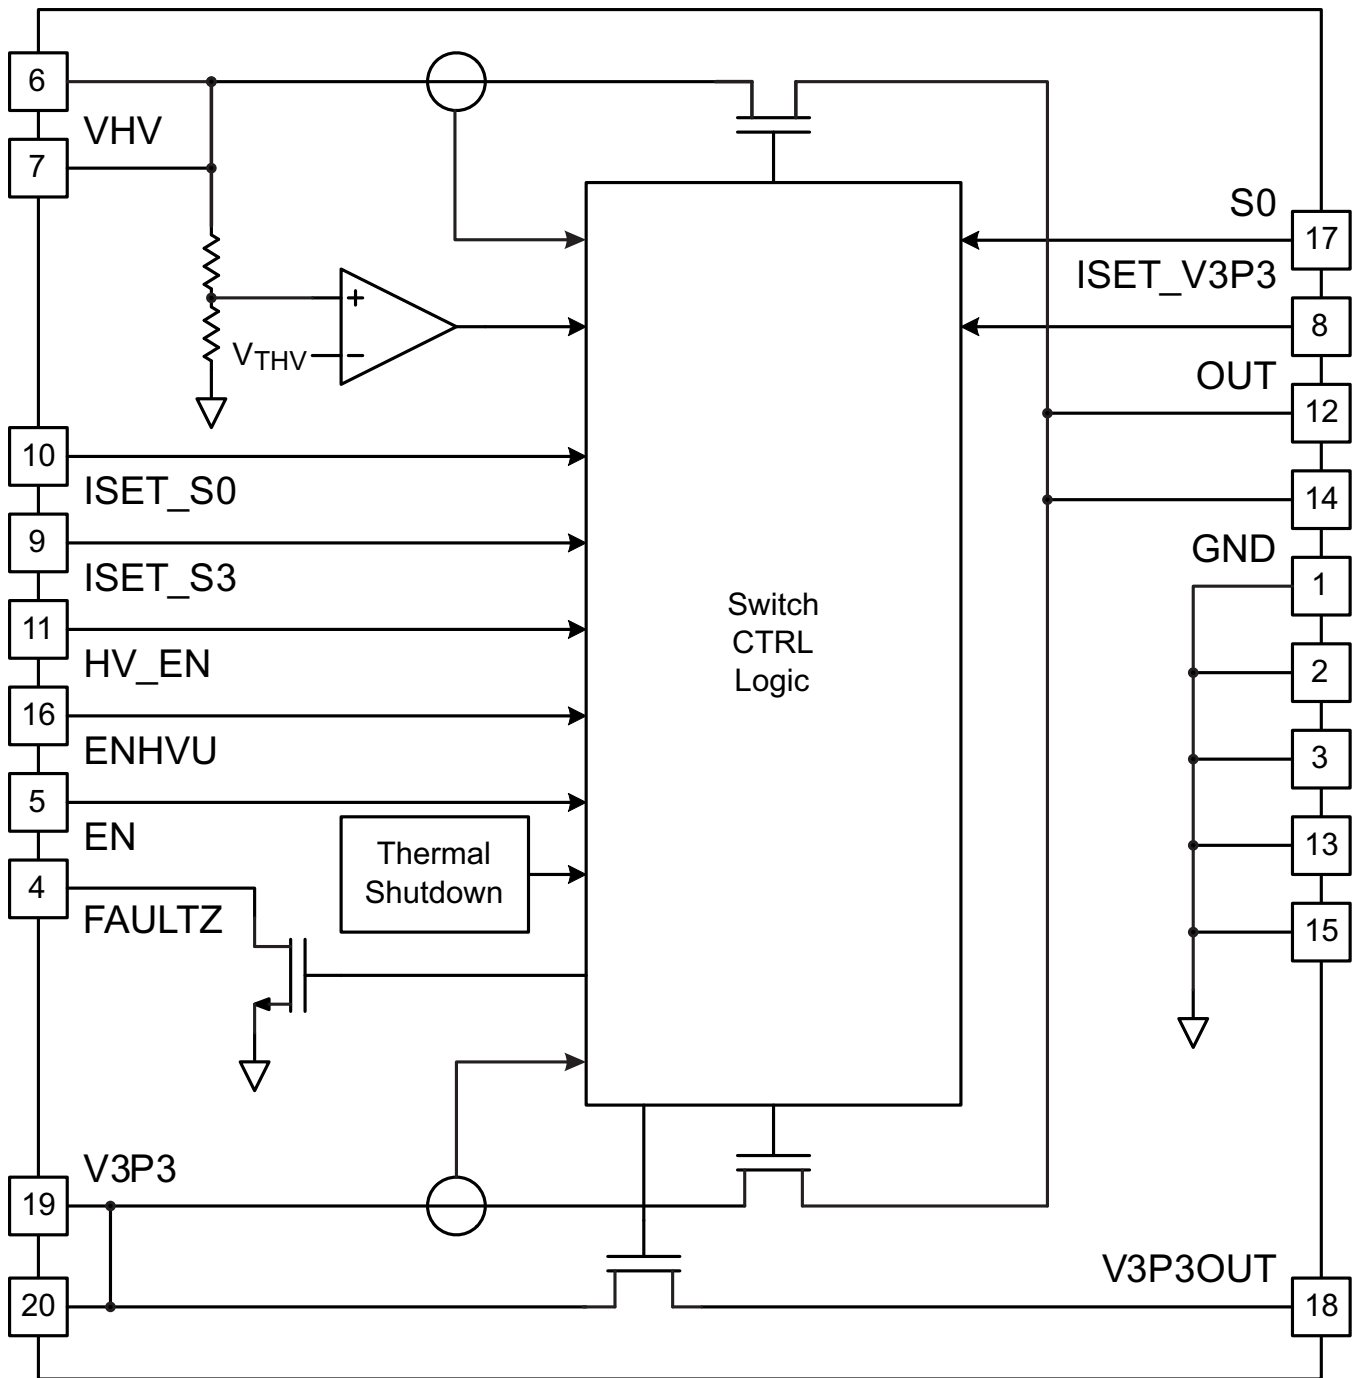 6
VHV
7
S0
17
ISET_V3P3
8
+
VTHV
−
OUT
12
10
ISET_S0
14
9
ISET_S3
GND
1
11
HV_EN
Switch
CTRL
Logic
2
16
ENHVU
3
5
EN
Thermal
Shutdown
13
4
FAULTZ
15
V3P3
19
V3P3OUT
20
18